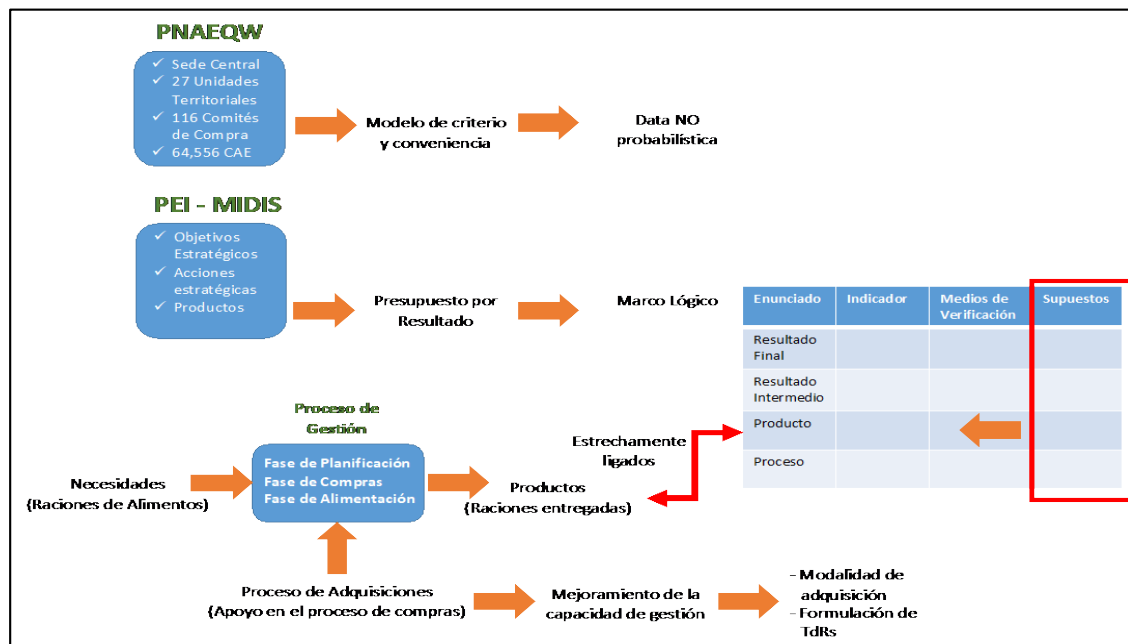 PNAEQW
✓ Sede Central
✓ 27 Unidades
Territoriales
✓ 116 Comités
de Compra
✓ 64,556 CAE
Modelo de criterio
y conveniencia
Data NO
probabilística
PEI - MIDIS
✓ Objetivos
Estratégicos
✓ Acciones
estratégicas
✓ Productos
Presupuesto por
Resultado
Marco Lógico
Enunciado Indicador Medios de Verificación Supuestos
Resultado
Final
Resultado
Intermedio
Producto
Proceso
Proceso de
Gestión
Fase de Planificación
Fase de Compras
Fase de Alimentación
Estrechamente
ligados
Necesidades
(Raciones de Alimentos)
Productos
(Raciones entregadas)
Proceso de Adquisiciones
(Apoyo en el proceso de compras)
Mejoramiento de la
capacidad de gestión
- Modalidad de
adquisición
- Formulación de
TdRs